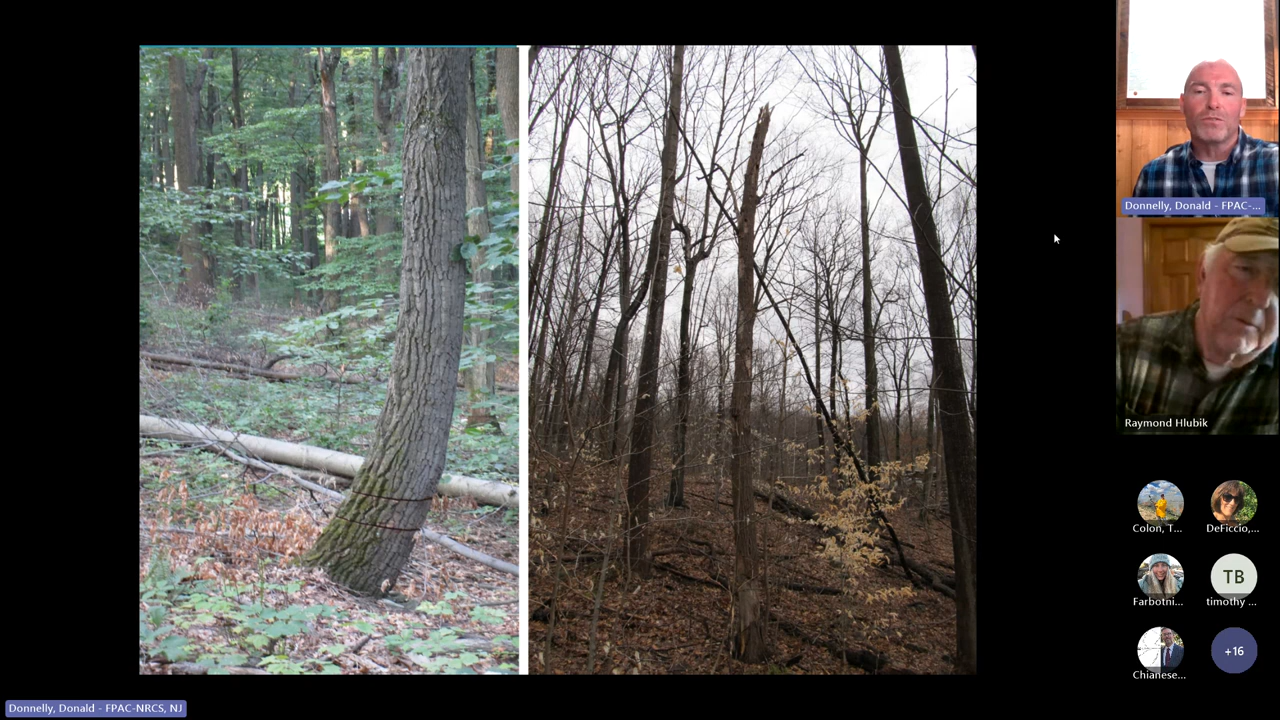 Donnelly, Donald - FPAC-...
Raymond Hlubik
Colon, T...
DeFiccio,...
Farbotni...
TB
timothy ...
Chianese...
+16
Donnelly, Donald - FPAC-NRCS, NJ